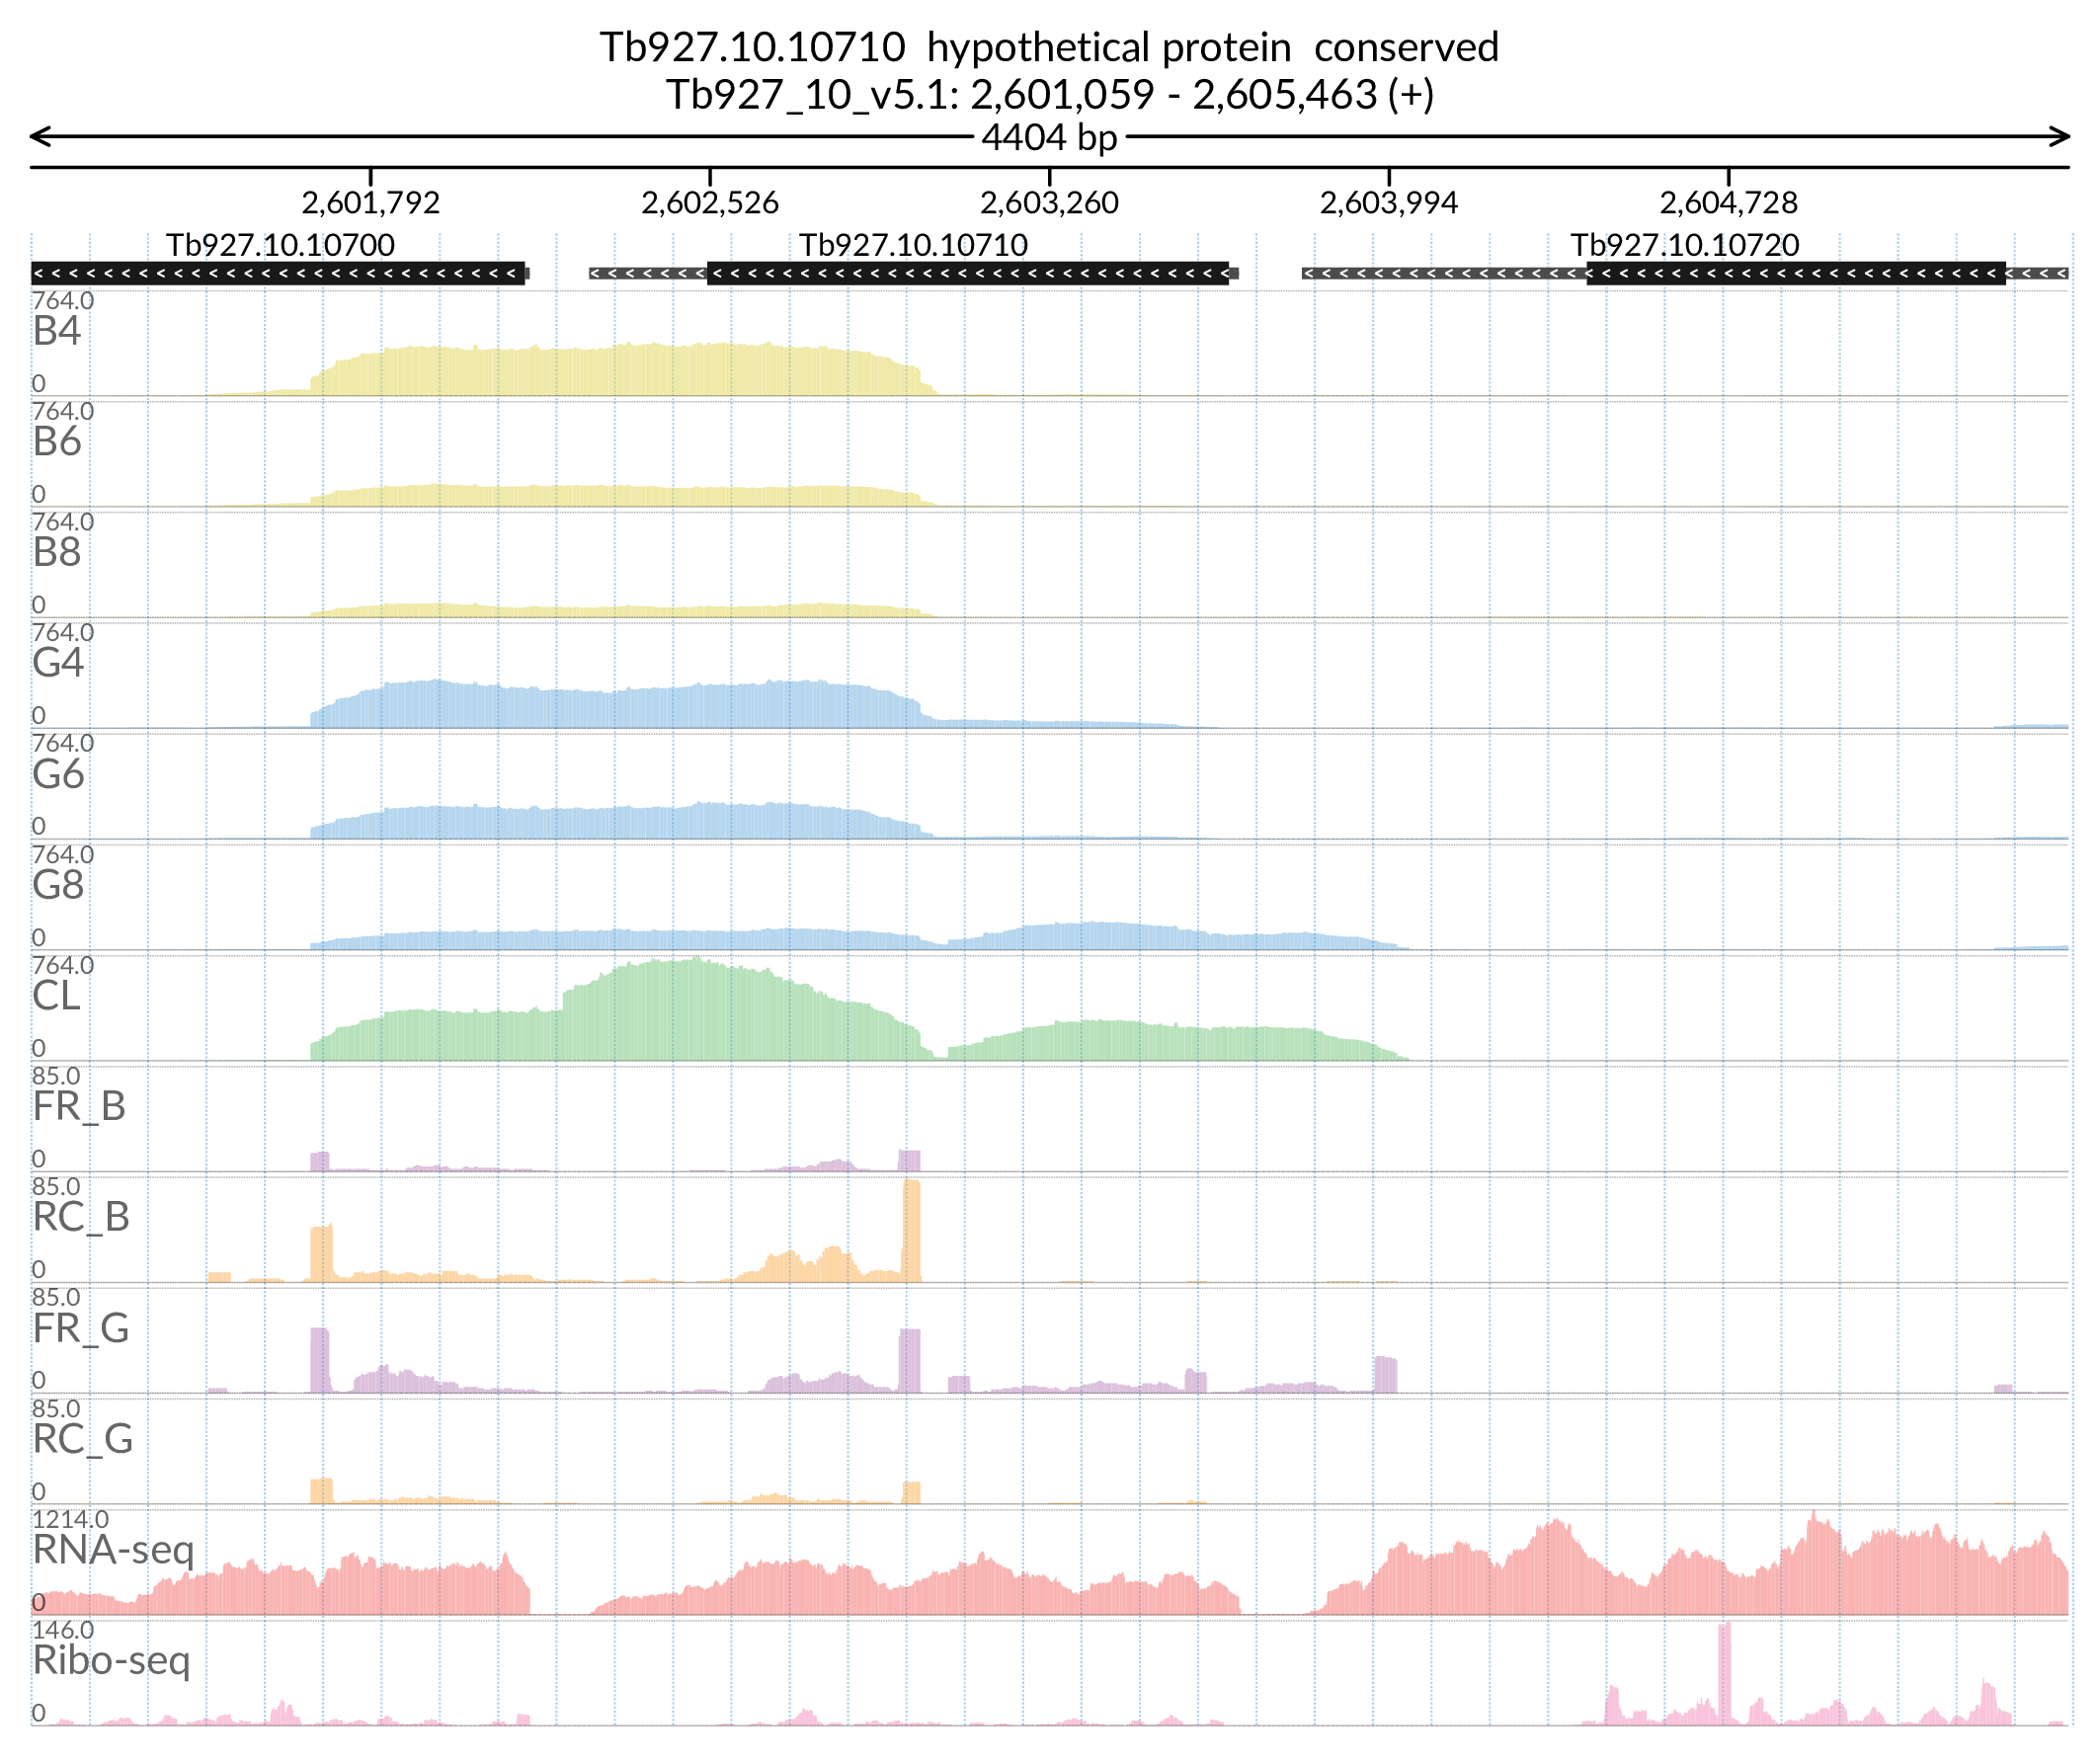 Tb927.10.10710 hypothetical protein conserved
Tb927_10_v5.1: 2,601,059 - 2,605,463 (+)
4404 bp
2,601,792 2,602,526 2,603,260 2,603,994 2,604,728
Tb927.10.10700 Tb927.10.10710 Tb927.10.10720
764.0
B4
0
764.0
B6
0
764.0
B8
0
764.0
G4
0
764.0
G6
0
764.0
G8
0
764.0
CL
0
85.0
FR_B
0
85.0
RC_B
0
85.0
FR_G
0
85.0
RC_G
0
1214.0
RNA-seq
0
146.0
Ribo-seq
0